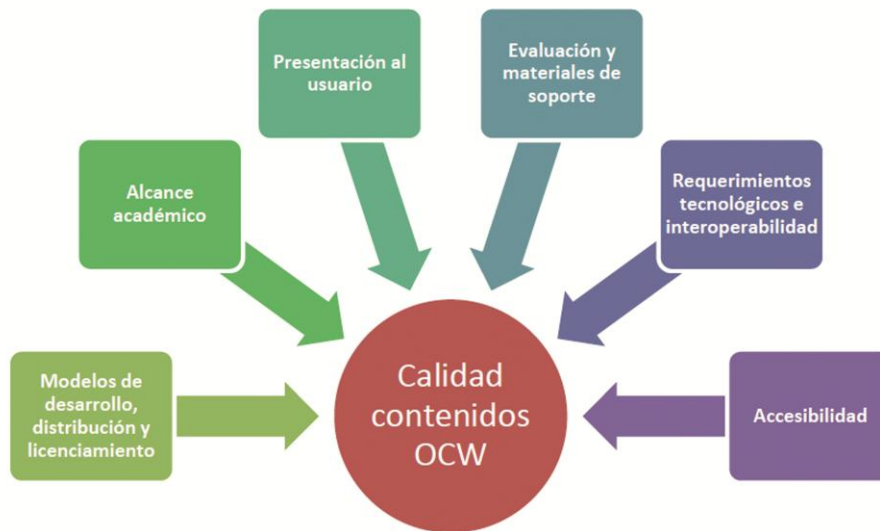 Presentación al
usuario
Evaluación y
materiales de
soporte
Alcance
académico
Requerimientos
tecnológicos e
interoperabilidad
Modelos de
desarrollo,
distribución y
licenciamiento
Calidad
contenidos
OCW
Accesibilidad